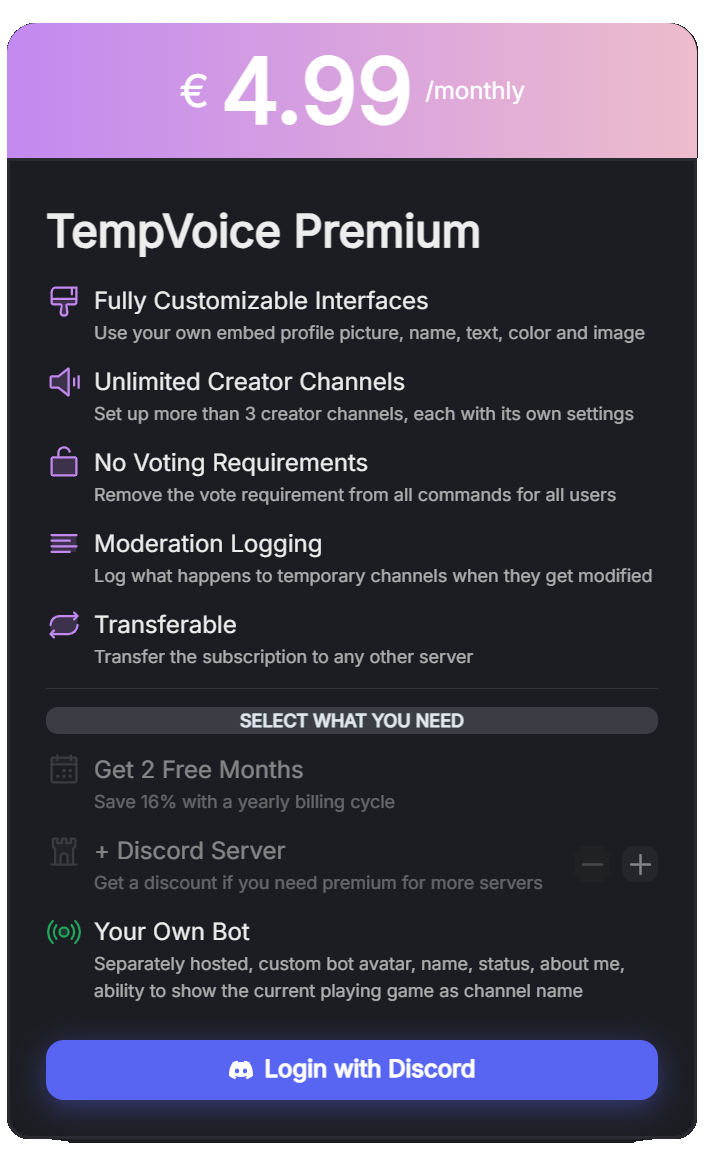 € 4.99 /monthly
TempVoice Premium
Fully Customizable Interfaces
Use your own embed profile picture, name, text, color and image
Unlimited Creator Channels
Set up more than 3 creator channels, each with its own settings
No Voting Requirements
Remove the vote requirement from all commands for all users
Moderation Logging
Log what happens to temporary channels when they get modified
Transferable
Transfer the subscription to any other server
SELECT WHAT YOU NEED
Get 2 Free Months
Save 16% with a yearly billing cycle
+ Discord Server
Get a discount if you need premium for more servers
Your Own Bot
Separately hosted, custom bot avatar, name, status, about me,
ability to show the current playing game as channel name
Login with Discord